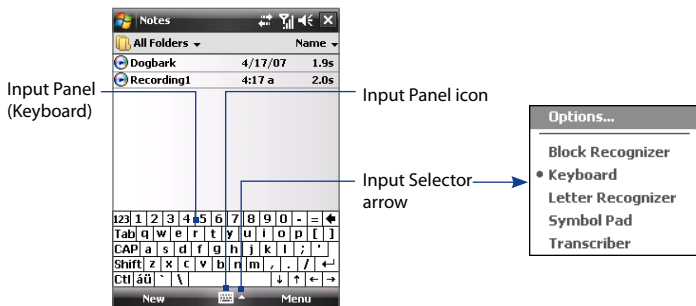 Notes
All Folders Name
Dogbark 4/17/07 1.9s
Recording1 4:17 a 2.0s
Input Panel
(Keyboard)
Input Panel icon
Input Selector
arrow
Options...
Block Recognizer
Keyboard
Letter Recognizer
Symbol Pad
Transcriber
123 1 2 3 4 5 6 7 8 9 0 - =
Tab q w e r t y u i o p [ ]
CAP a s d f g h j k l ; '
Shift z x c v b n m , . /
Ctl áü ` \
New Menu